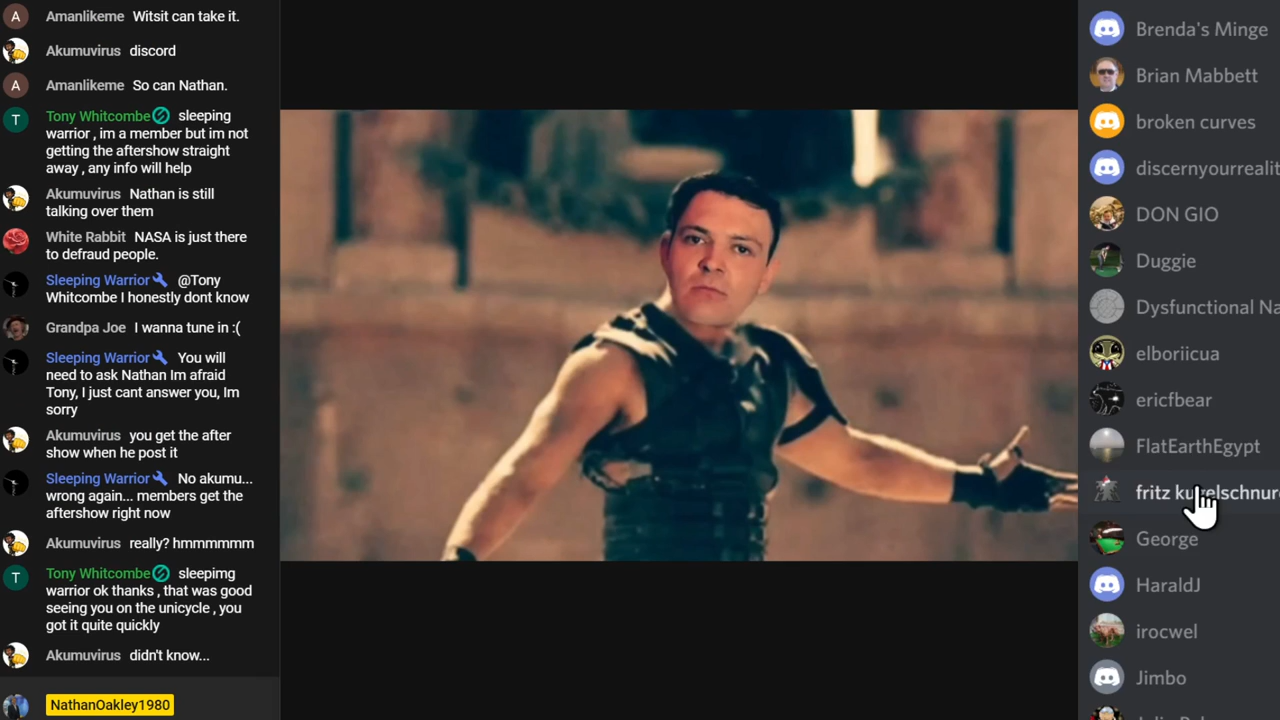 Amanlikeme Witsit can take it.
Akumuvirus discord
Amanlikeme So can Nathan.
Tony Whitcombe sleeping
warrior , im a member but im not
getting the aftershow straight
away , any info will help
Akumuvirus Nathan is still
talking over them
White Rabbit NASA is just there
to defraud people.
Sleeping Warrior @Tony
Whitcombe I honestly dont know
Grandpa Joe I wanna tune in :(
Sleeping Warrior You will
need to ask Nathan Im afraid
Tony, I just cant answer you, Im
sorry
Akumuvirus you get the after
show when he post it
Sleeping Warrior No akumu...
wrong again... members get the
aftershow right now
Akumuvirus really? hmmmmmm
Tony Whitcombe sleepimg
warrior ok thanks , that was good
seeing you on the unicycle , you
got it quite quickly
Akumuvirus didn't know...
NathanOakley1980
Brenda's Minge
Brian Mabbett
broken curves
discernyourrealit
DON GIO
Duggie
Dysfunctional Na
elboriicua
ericfbear
FlatEarthEgypt
fritz
George
HaraldJ
irocwel
Jimbo